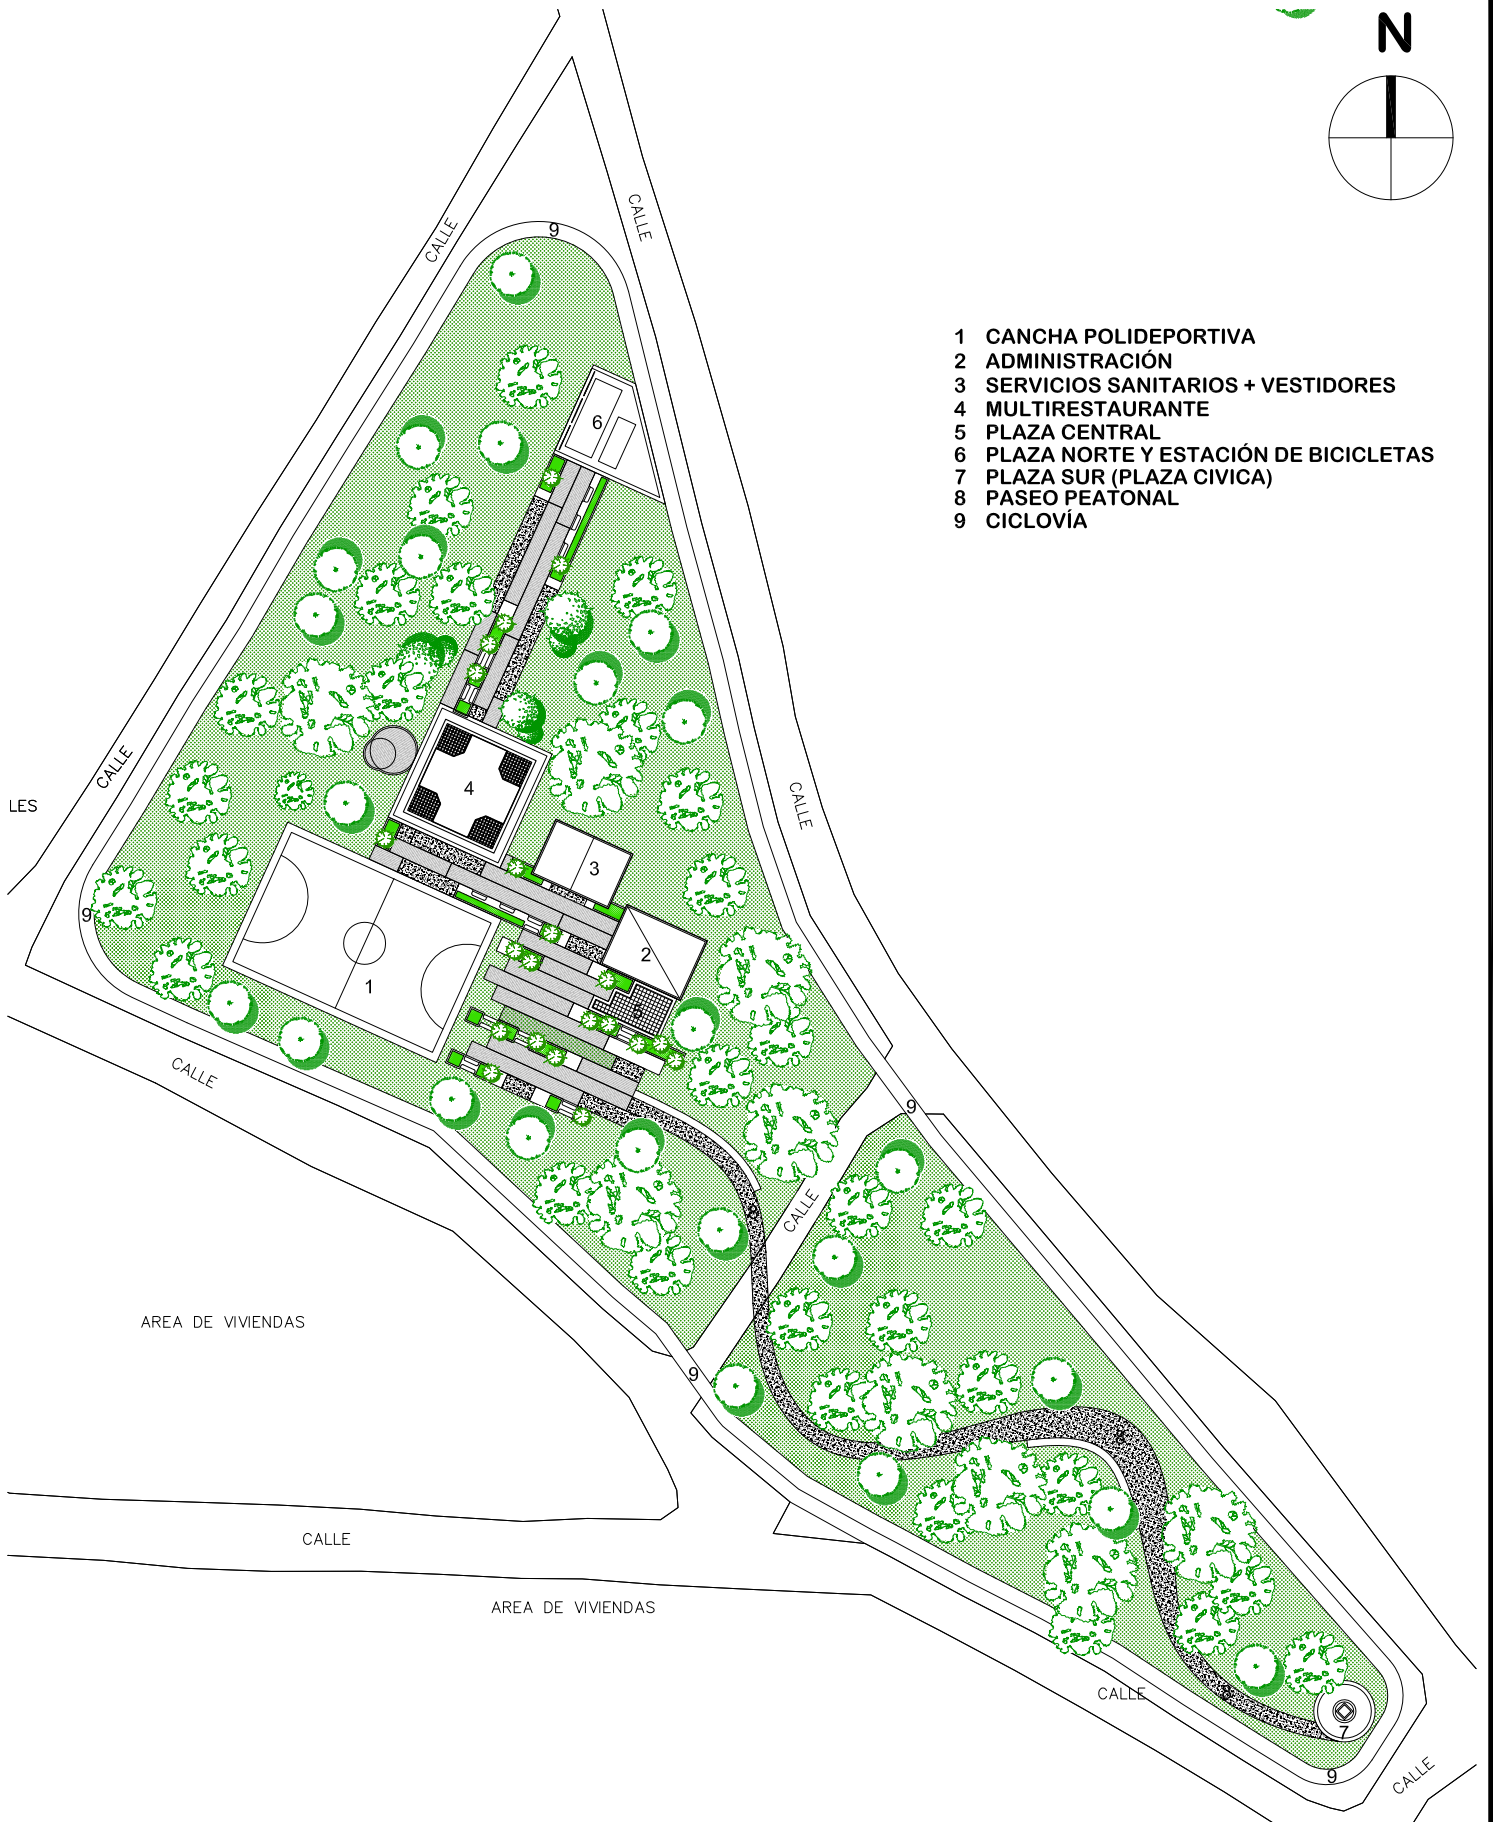 N
9
CALLE
CALLE
1 CANCHA POLIDEPORTIVA
2 ADMINISTRACIÓN
3 SERVICIOS SANITARIOS + VESTIDORES
4 MULTIRESTAURANTE
5 PLAZA CENTRAL
6 PLAZA NORTE Y ESTACIÓN DE BICICLETAS
7 PLAZA SUR (PLAZA CIVICA)
8 PASEO PEATONAL
9 CICLOVÍA
6
CALLE
4
LES
CALLE
3
9
2
1
5
CALLE
9
8
CALLE
AREA DE VIVIENDAS
9
8
CALLE
AREA DE VIVIENDAS
CALLE
8
7
9
CALLE